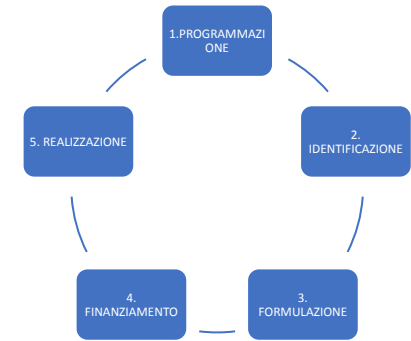 1.PROGRAMMAZI
ONE
2.
IDENTIFICAZIONE
3.
FORMULAZIONE
4.
FINANZIAMENTO
5. REALIZZAZIONE